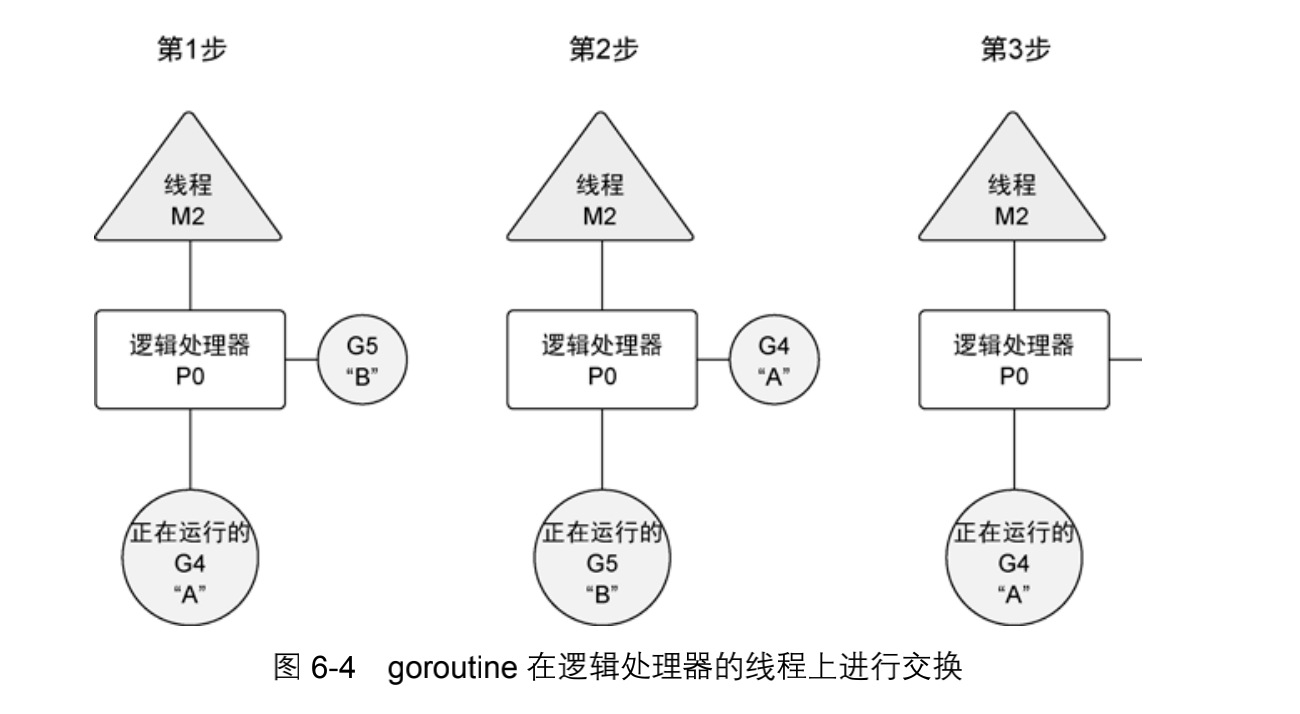 第1步
第2步
第3步
线程
M2
线程
M2
线程
M2
逻辑处理器
P0
G5
“B”
逻辑处理器
P0
G4
“A”
逻辑处理器
P0
正在运行的
G4
“A”
正在运行的
G5
“B”
正在运行的
G4
“A”
图 6-4 goroutine 在逻辑处理器的线程上进行交换